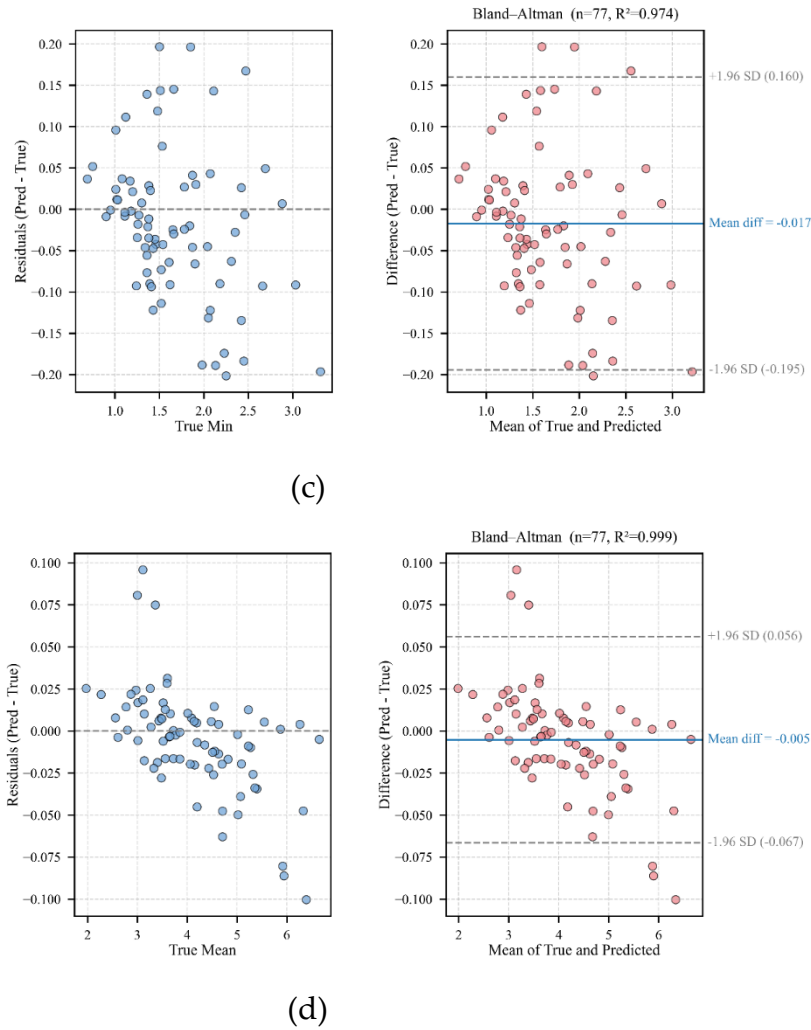 Bland–Altman (n=77, R²=0.974)
0.20
0.15
0.10
0.05
0.00
−0.05
−0.10
−0.15
−0.20
Residuals (Pred - True)
1.0 1.5 2.0 2.5 3.0
True Min
0.20
0.15
0.10
0.05
0.00
−0.05
−0.10
−0.15
−0.20
Difference (Pred − True)
+1.96 SD (0.160)
Mean diff = -0.017
-1.96 SD (-0.195)
1.0 1.5 2.0 2.5 3.0
Mean of True and Predicted
(c)
Bland–Altman (n=77, R²=0.999)
0.100
0.075
0.050
0.025
0.000
−0.025
−0.050
−0.075
−0.100
Residuals (Pred - True)
2 3 4 5 6
True Mean
0.100
0.075
0.050
0.025
0.000
−0.025
−0.050
−0.075
−0.100
Difference (Pred − True)
+1.96 SD (0.056)
Mean diff = -0.005
-1.96 SD (-0.067)
2 3 4 5 6
Mean of True and Predicted
(d)